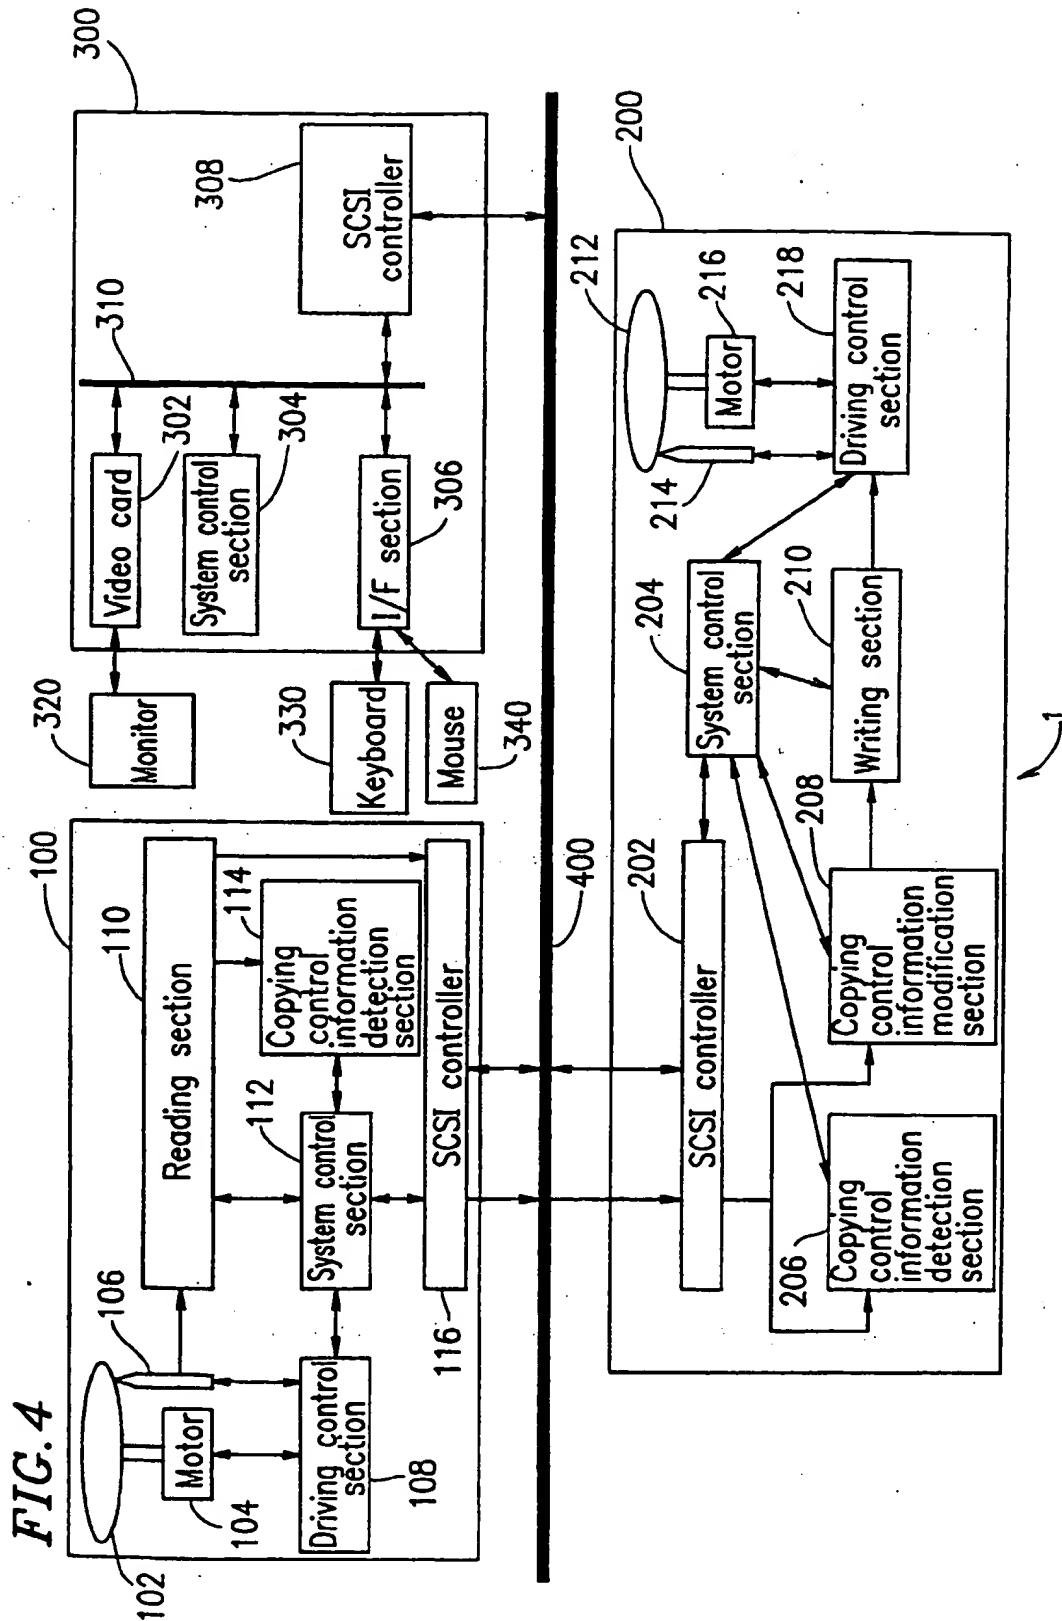 FIG. 4
100
102
Motor
104
106
Driving control
section
108
110
Reading section
112
System control
section
114
Copying
control
information
detection
section
SCSI controller
116
320
Monitor
330
Keyboard
Mouse
340
300
Video card
302
System control
section
304
I/F section
306
310
308
SCSI
controller
400
200
202
SCSI controller
204
System control
section
206
Copying
control
information
detection
section
208
Copying
control
information
modification
section
210
Writing section
212
214
Motor
216
Driving control
section
218
1